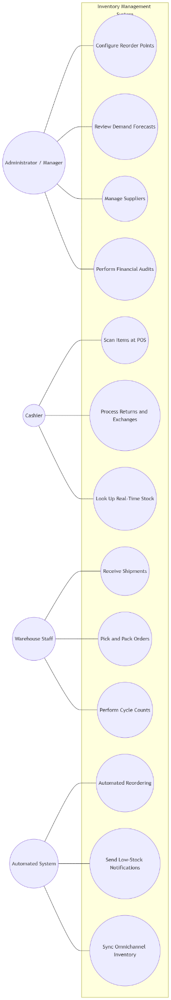 Inventory Management
System
Configure Reorder Points
Review Demand Forecasts
Administrator / Manager
Manage Suppliers
Perform Financial Audits
Scan Items at POS
Cashier
Process Returns and
Exchanges
Look Up Real-Time Stock
Receive Shipments
Warehouse Staff
Pick and Pack Orders
Perform Cycle Counts
Automated Reordering
Automated System
Send Low-Stock
Notifications
Sync Omnichannel
Inventory